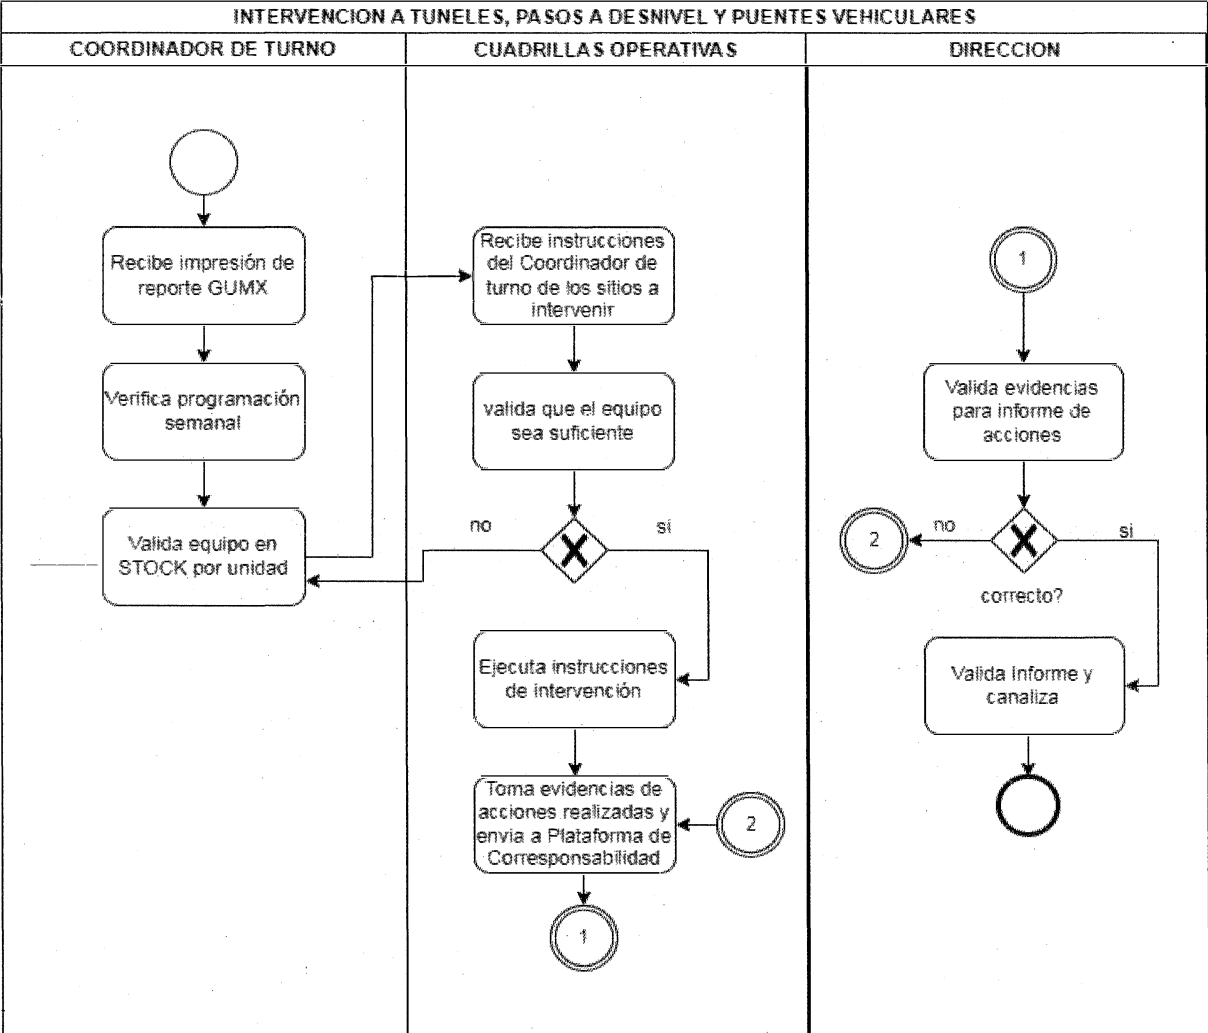 INTERVENCION A TUNELES, PASOS A DESNIVEL Y PUENTES VEHICULARES
COORDINADOR DE TURNO
CUADRILLAS OPERATIVAS
DIRECCION
Recibe impresión de
reporte GUMX
Verifica programación
semanal
Valida equipo en
STOCK por unidad
Recibe instrucciones
del Coordinador de
turno de los sitios a
intervenir
valida que el equipo
sea suficiente
no
si
Ejecuta instrucciones
de intervención
Toma evidencias de
acciones realizadas y
envia a Plataforma de
Corresponsabilidad
2
1
1
Valida evidencias
para informe de
acciones
2
no
si
correcto?
Valida Informe y
canaliza